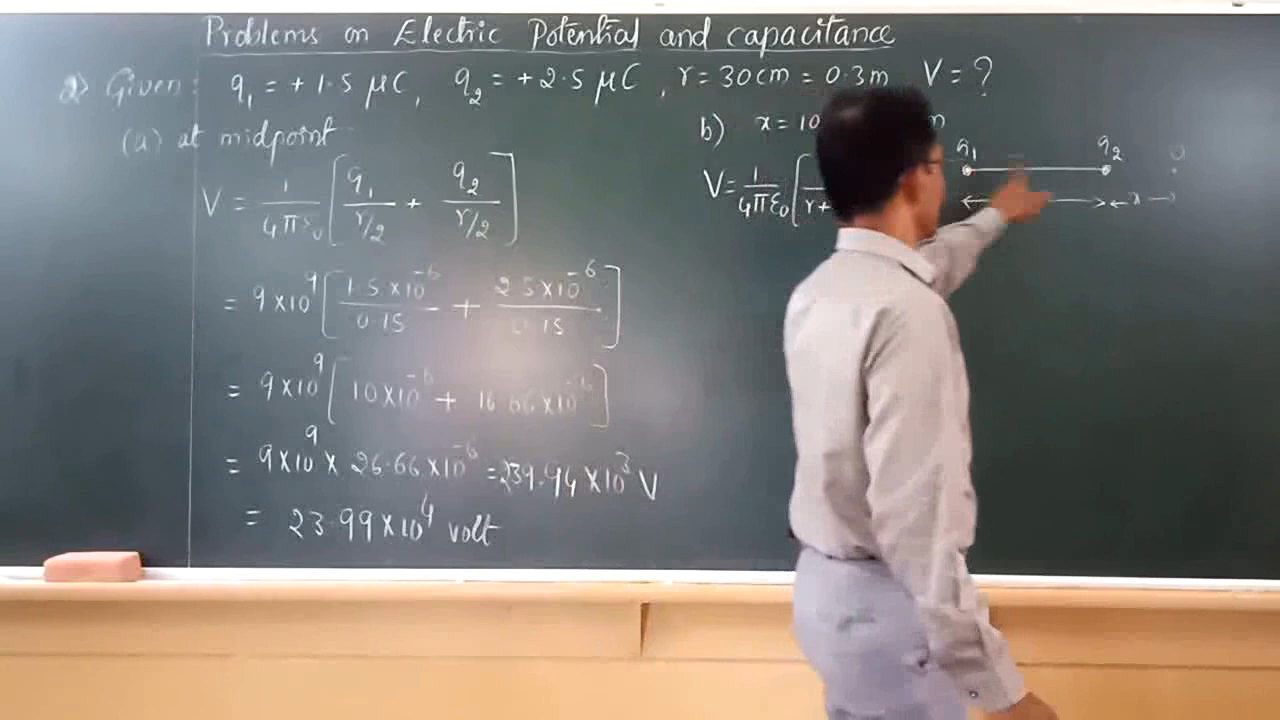 Problems on Electric Potential and capacitance
2) Given: q₁ = +1.5 μC, q₂ = +2.5 μC, r = 30cm = 0.3m V = ?
(a) at midpoint
V = 1/4πε₀ [q₁/r/2 + q₂/r/2]
= 9×10⁹ [1.5×10⁻⁶/0.15 + 2.5×10⁻⁶/0.15]
= 9×10⁹ [10×10⁻⁶ + 16.66×10⁻⁶]
= 9×10⁹ × 26.66×10⁻⁶ = 239.94×10³ V
= 23.99×10⁴ volt
b) x = 10 m
V = 1/4πε₀ [ r+
q₁ q₂
x